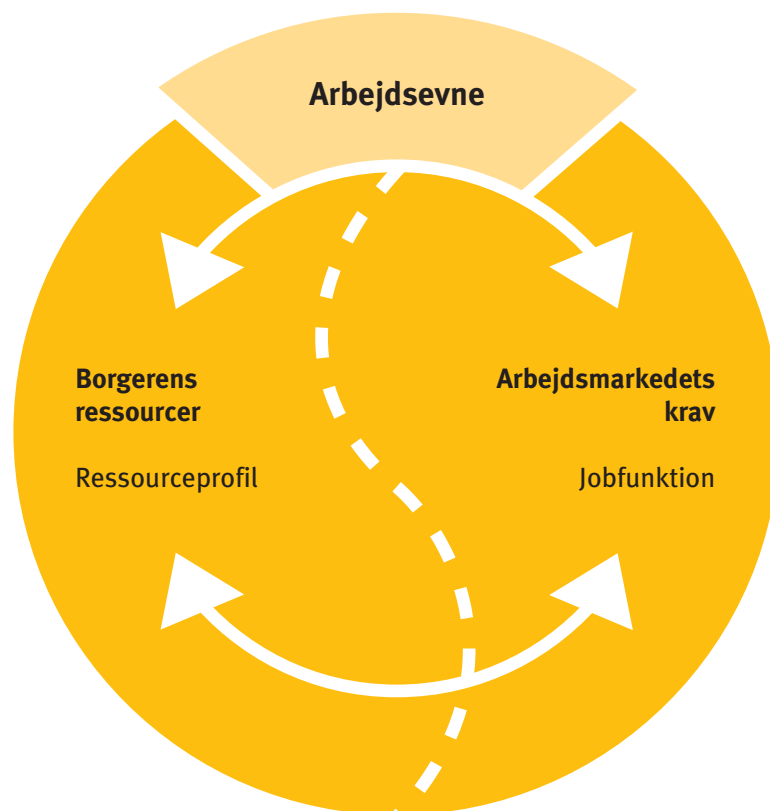 Arbejdsevne
Borgerens
ressourcer
Ressourceprofil
Arbejdsmarkedets
krav
Jobfunktion